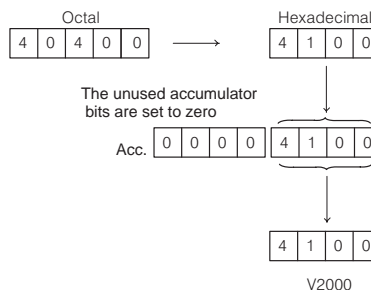 Octal
Hexadecimal
4 0 4 0 0
4 1 0 0
The unused accumulator
bits are set to zero
Acc.
0 0 0 0 4 1 0 0
4 1 0 0
V2000